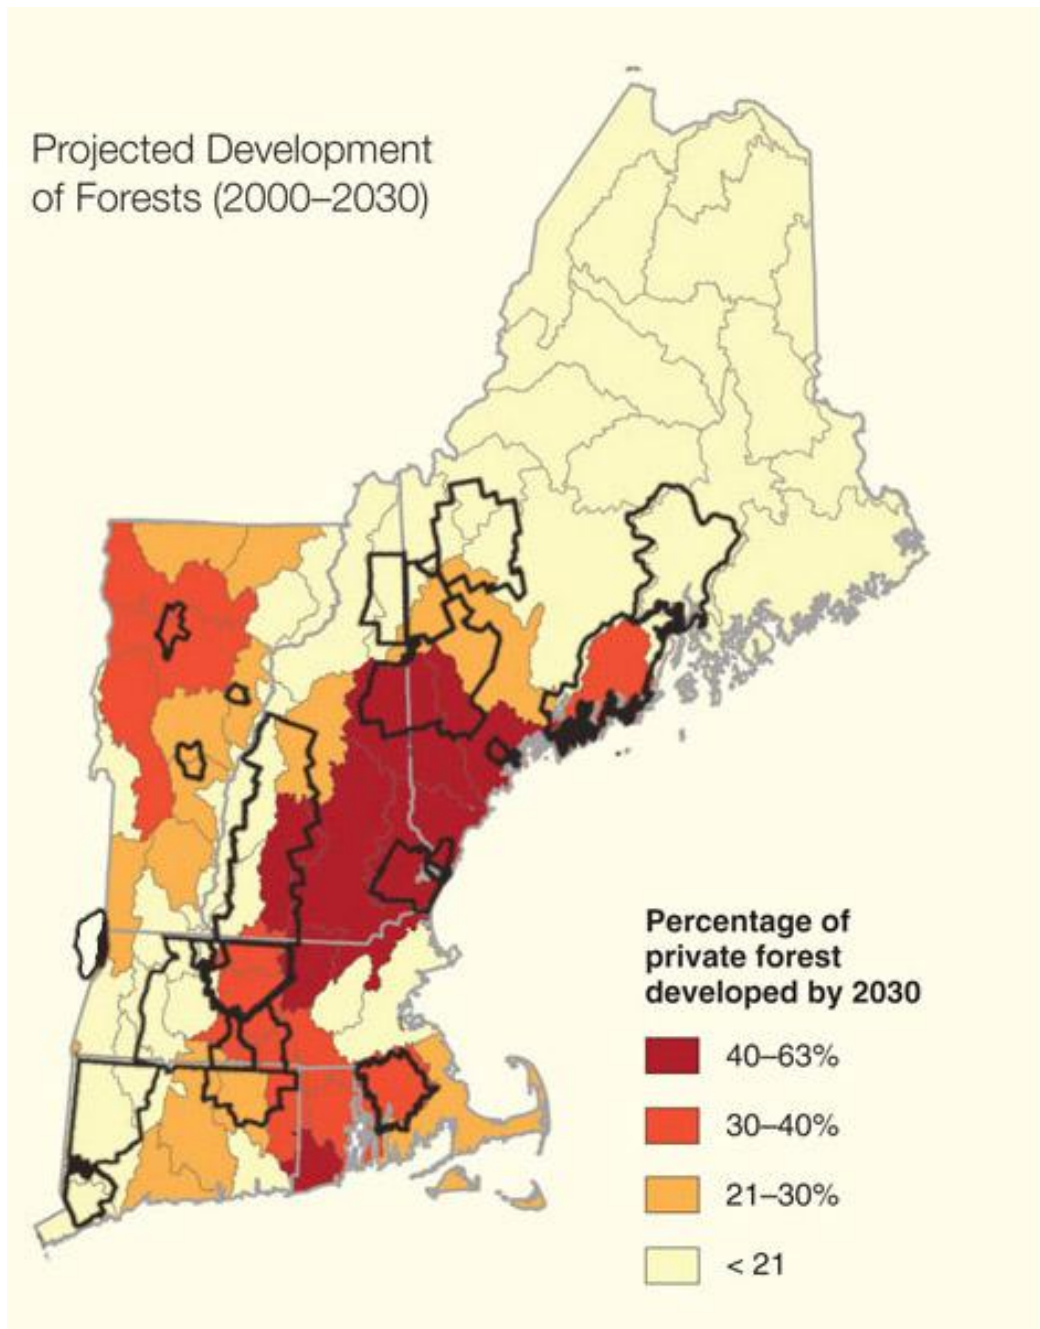 Projected Development
of Forests (2000–2030)
Percentage of
private forest
developed by 2030
40–63%
30–40%
21–30%
< 21